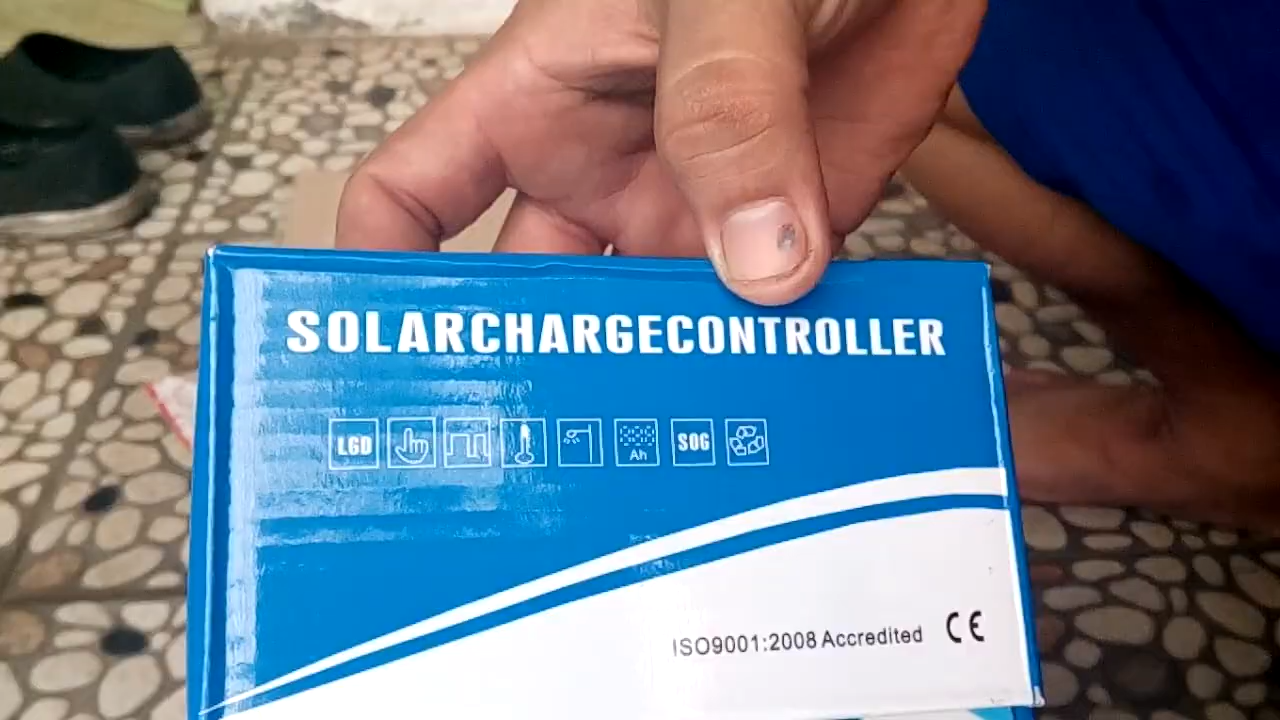 SOLARCHARGECONTROLLER
LGD
Ah
SOG
ISO9001:2008 Accredited CE